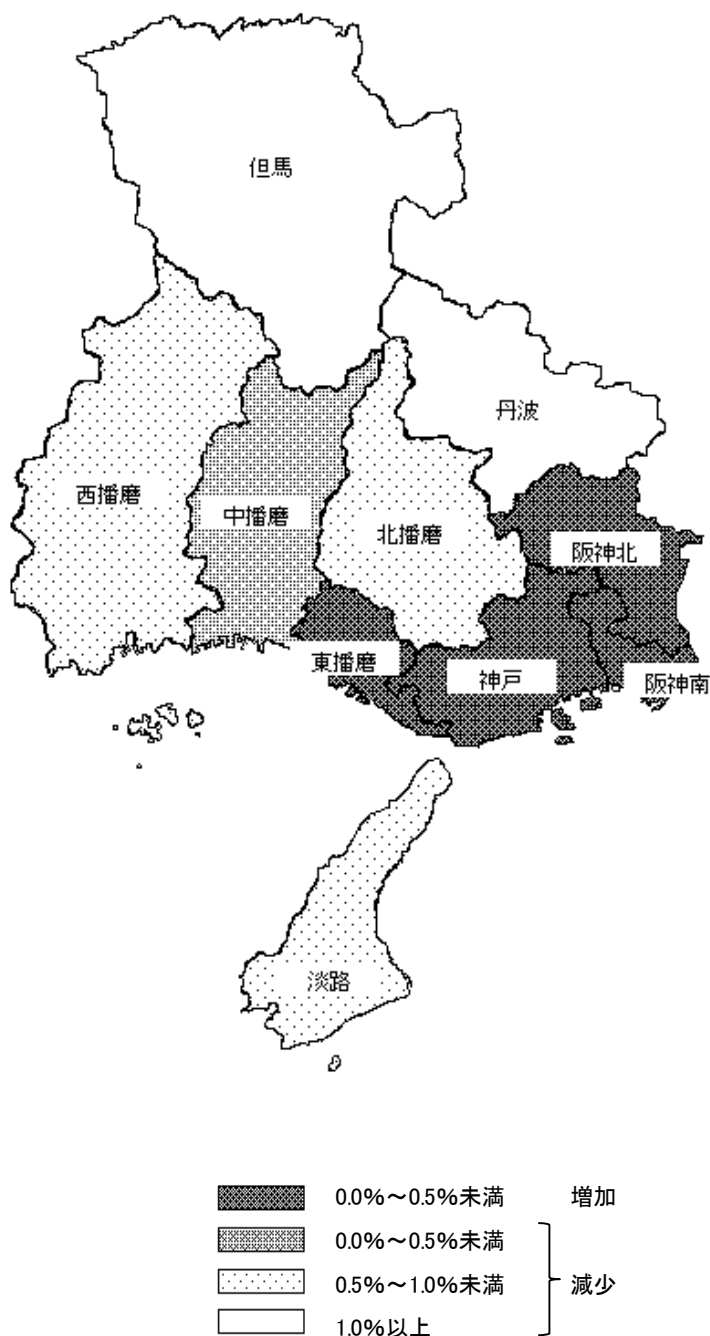 但馬
丹波
西播磨
中播磨
北播磨
阪神北
東播磨
神戸
阪神南
淡路
0.0%～0.5%未満 増加
0.0%～0.5%未満
0.5%～1.0%未満 減少
1.0%以上